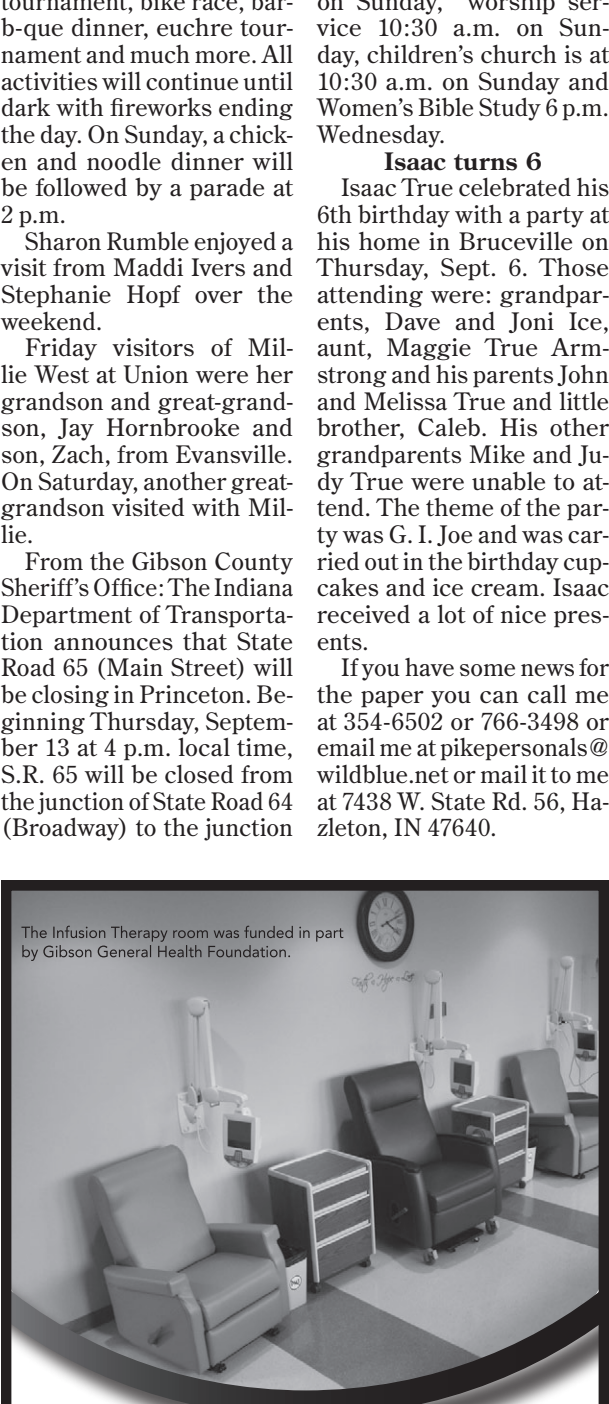 tournament, bike race, bar-
b-que dinner, euchre tour-
nament and much more. All
activities will continue until
dark with fireworks ending
the day. On Sunday, a chick-
en and noodle dinner will
be followed by a parade at
2 p.m.
Sharon Rumble enjoyed a
visit from Maddi Ivers and
Stephanie Hopf over the
weekend.
Friday visitors of Mil-
lie West at Union were her
grandson and great-grand-
son, Jay Hornbrooke and
son, Zach, from Evansville.
On Saturday, another great-
grandson visited with Mil-
lie.
From the Gibson County
Sheriff's Office: The Indiana
Department of Transporta-
tion announces that State
Road 65 (Main Street) will
be closing in Princeton. Be-
ginning Thursday, Septem-
ber 13 at 4 p.m. local time,
S.R. 65 will be closed from
the junction of State Road 64
(Broadway) to the junction
on Sunday, worship ser-
vice 10:30 a.m. on Sun-
day, children's church is at
10:30 a.m. on Sunday and
Women's Bible Study 6 p.m.
Wednesday.
Isaac turns 6
Isaac True celebrated his
6th birthday with a party at
his home in Bruceville on
Thursday, Sept. 6. Those
attending were: grandpar-
ents, Dave and Joni Ice,
aunt, Maggie True Arm-
strong and his parents John
and Melissa True and little
brother, Caleb. His other
grandparents Mike and Ju-
dy True were unable to at-
tend. The theme of the par-
ty was G. I. Joe and was car-
ried out in the birthday cup-
cakes and ice cream. Isaac
received a lot of nice pres-
ents.
If you have some news for
the paper you can call me
at 354-6502 or 766-3498 or
email me at pikepersonals@
wildblue.net or mail it to me
at 7438 W. State Rd. 56, Ha-
zleton, IN 47640.
The Infusion Therapy room was funded in part
by Gibson General Health Foundation.
Faith Hope Love